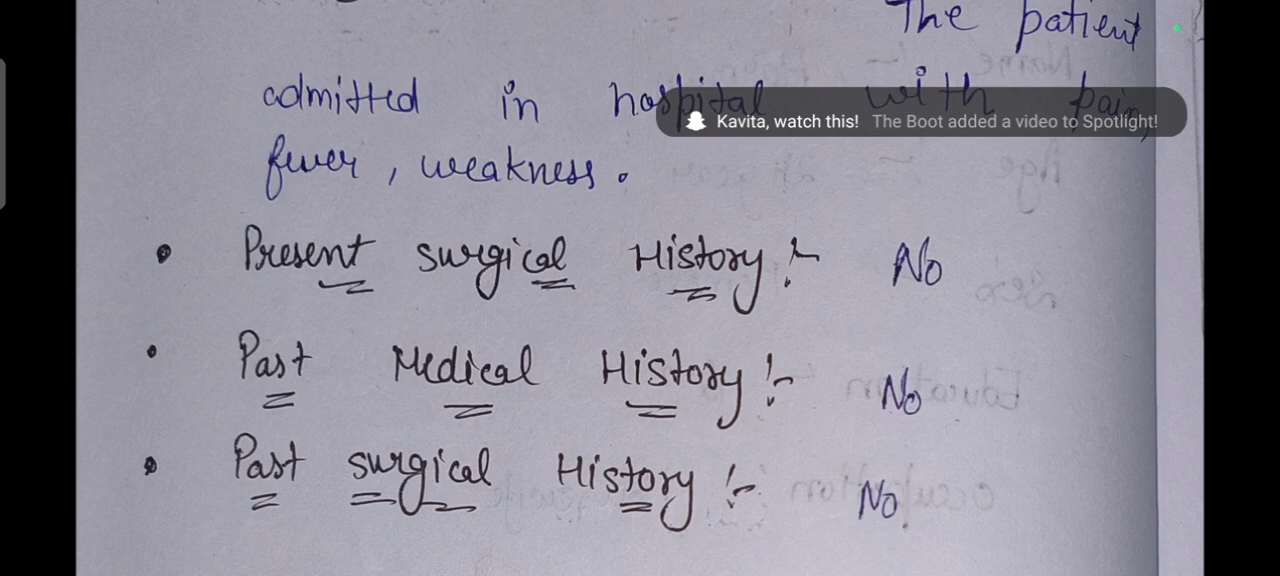 The patient
admitted in hospital with pain,
Kavita, watch this! The Boot added a video to Spotlight!
fever, weakness.
• Present surgical History :- No
• Past Medical History :- No
• Past surgical History :- No